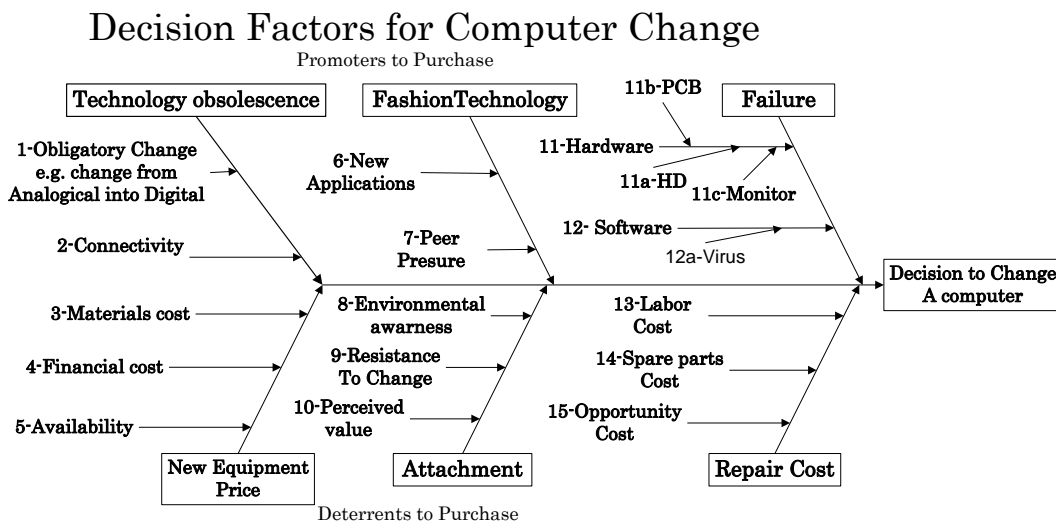 Decision Factors for Computer Change
Promoters to Purchase
Technology obsolescence
FashionTechnology
11b-PCB
Failure
1-Obligatory Change
e.g. change from
Analogical into Digital
6-New
Applications
11-Hardware
11a-HD
11c-Monitor
2-Connectivity
7-Peer
Presure
12- Software
12a-Virus
Decision to Change
A computer
3-Materials cost
8-Environmental
awarness
13-Labor
Cost
4-Financial cost
9-Resistance
To Change
14-Spare parts
Cost
5-Availability
10-Perceived
value
15-Opportunity
Cost
New Equipment
Price
Attachment
Repair Cost
Deterrents to Purchase